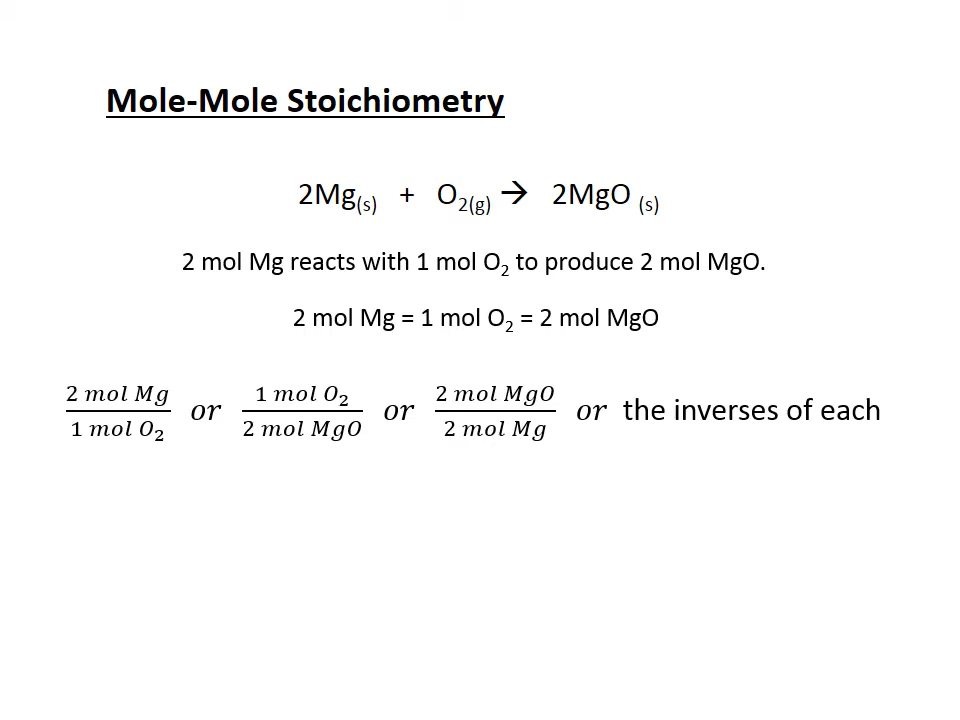 Mole-Mole Stoichiometry
2Mg(s) + O2(g) → 2MgO (s)
2 mol Mg reacts with 1 mol O2 to produce 2 mol MgO.
2 mol Mg = 1 mol O2 = 2 mol MgO
2 mol Mg / 1 mol O2 or 1 mol O2 / 2 mol MgO or 2 mol MgO / 2 mol Mg or the inverses of each